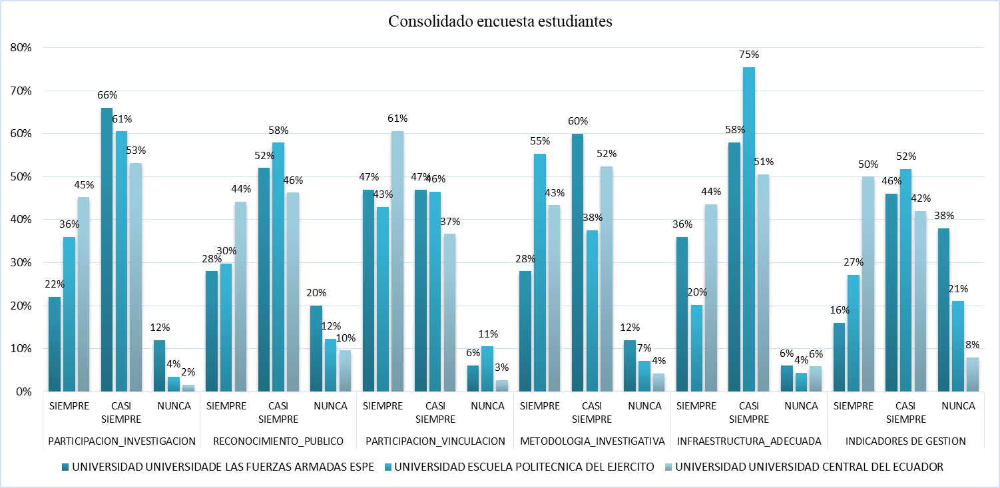 Consolidado encuesta estudiantes
80%
70%
60%
50%
40%
30%
20%
10%
0%
22% 36% 45% 66% 61% 53% 12% 4% 2%
28% 30% 44% 52% 58% 46% 20% 12% 10%
47% 43% 61% 47% 46% 37% 6% 11% 3%
28% 55% 43% 60% 38% 52% 12% 7% 4%
36% 20% 44% 58% 75% 51% 6% 4% 6%
16% 27% 50% 46% 52% 42% 38% 21% 8%
SIEMPRE CASI SIEMPRE NUNCA SIEMPRE CASI SIEMPRE NUNCA SIEMPRE CASI SIEMPRE NUNCA SIEMPRE CASI SIEMPRE NUNCA SIEMPRE CASI SIEMPRE NUNCA SIEMPRE CASI SIEMPRE NUNCA
PARTICIPACION_INVESTIGACION RECONOCIMIENTO_PUBLICO PARTICIPACION_VINCULACION METODOLOGIA_INVESTIGATIVA INFRAESTRUCTURA_ADECUADA INDICADORES DE GESTION
UNIVERSIDAD UNIVERSIDADE LAS FUERZAS ARMADAS ESPE UNIVERSIDAD ESCUELA POLITECNICA DEL EJERCITO UNIVERSIDAD UNIVERSIDAD CENTRAL DEL ECUADOR